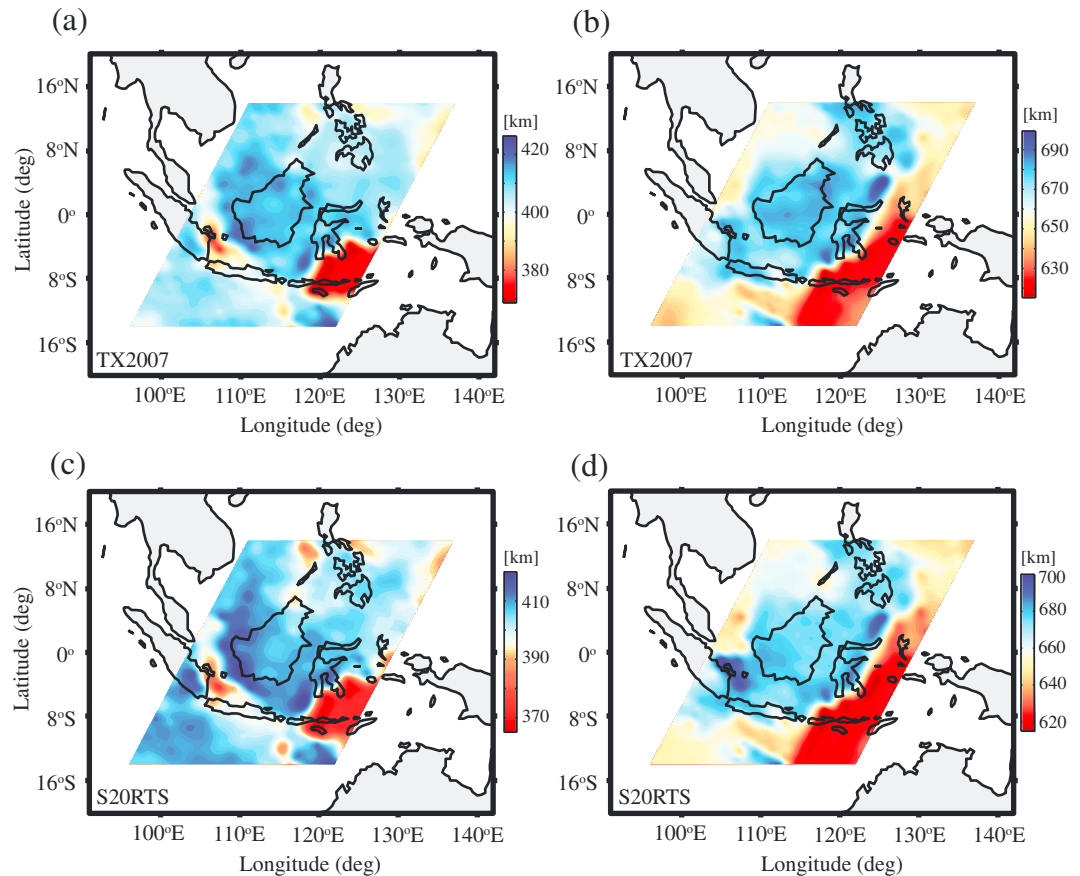 (a)
(b)
16°N
8°N
0°
8°S
16°S
Latitude (deg)
[km]
420
400
380
TX2007
100°E 110°E 120°E 130°E 140°E
Longitude (deg)
16°N
8°N
0°
8°S
16°S
Latitude (deg)
[km]
690
670
650
630
TX2007
100°E 110°E 120°E 130°E 140°E
Longitude (deg)
(c)
(d)
16°N
8°N
0°
8°S
16°S
Latitude (deg)
[km]
410
390
370
S20RTS
100°E 110°E 120°E 130°E 140°E
Longitude (deg)
16°N
8°N
0°
8°S
16°S
Latitude (deg)
[km]
700
680
660
640
620
S20RTS
100°E 110°E 120°E 130°E 140°E
Longitude (deg)